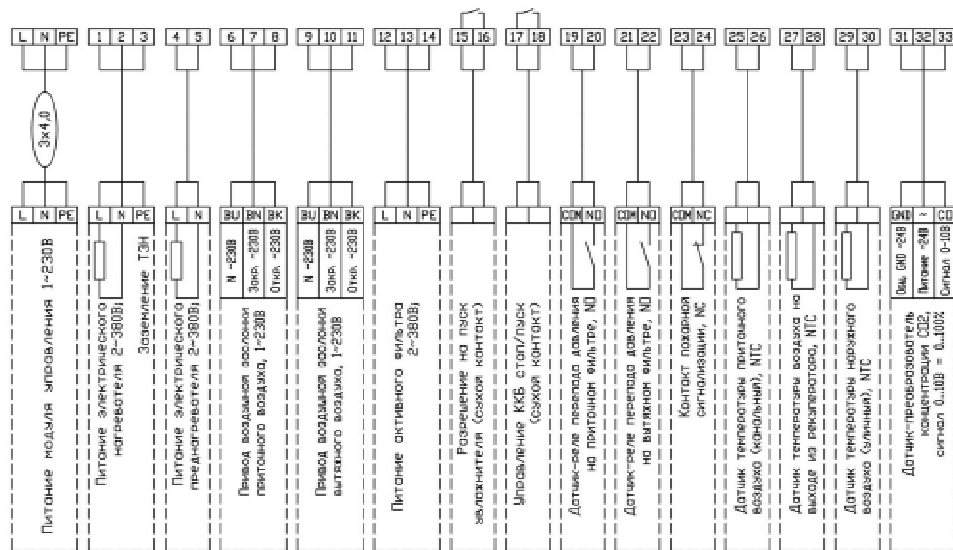 L N PE 1 2 3 4 5 6 7 8 9 10 11 12 13 14 15 16 17 18 19 20 21 22 23 24 25 26 27 28 29 30 31 32 33
3x4,0
L N PE L N L N BU BN BK BU BN BK L N PE COM NO COM NO COM NC GND ~ CO
Питание модуля управления 1~230В
Питание электрического
нагревателя 2~380В;
Заземление ТЭН
Питание электрического
преднагревателя 2~380В;
N ~230В
Закр. ~230В
Откр. ~230В
Привод воздушной заслонки
приточного воздуха, 1~230В
N ~230В
Закр. ~230В
Откр. ~230В
Привод воздушной заслонки
вытяжного воздуха, 1~230В
Питание активного фильтра
2~380В;
Разрешение на пуск
увлажнителя (сухой контакт)
Управление ККБ стоп/пуск
(сухой контакт)
Датчик-реле перепада давления
на приточном фильтре, NO
Датчик-реле перепада давления
на вытяжном фильтре, NO
Контакт пожарной
сигнализации, NC
Датчик температуры приточного
воздуха (канальный), NTC
Датчик температуры воздуха на
выходе из рекуператора, NTC
Датчик температуры наружного
воздуха (уличный), NTC
Общ. GND ~24В
Питание ~24В
Сигнал 0-10В
Датчик-преобразователь
концентрации CO2,
сигнал 0...10В = 0...100%